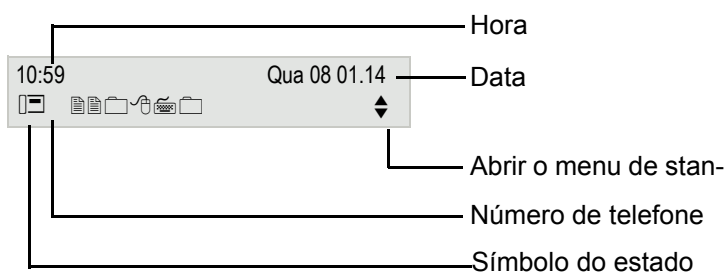 Hora
10:59 Qua 08 01.14
Data
Abrir o menu de stan-
Número de telefone
Símbolo do estado